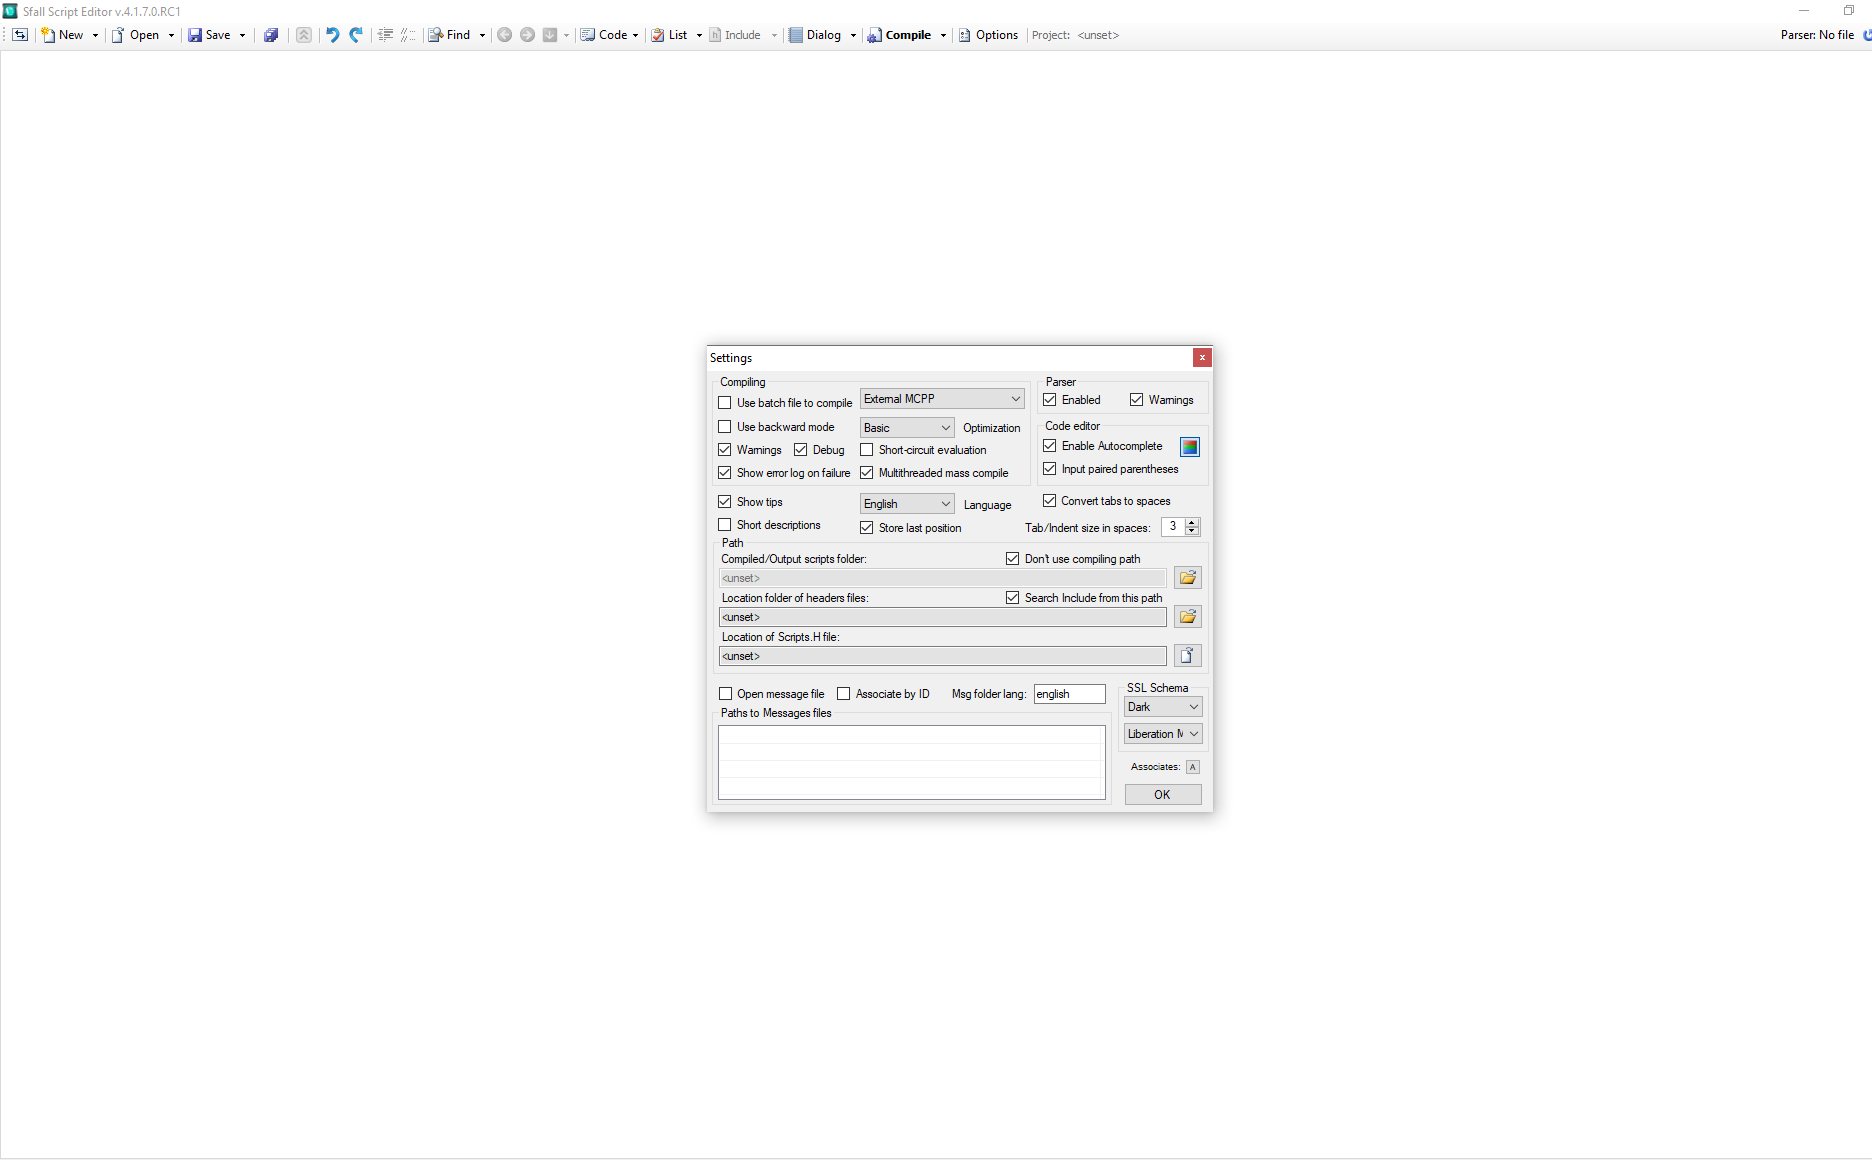 Sfall Script Editor v.4.1.7.0.RC1
New Open Save Find Code List Include Dialog Compile Options Project: <unset> Parser: No file
Settings
Compiling
Use batch file to compile External MCPP
Use backward mode Basic Optimization
Warnings Debug Short-circuit evaluation
Show error log on failure Multithreaded mass compile
Parser
Enabled Warnings
Code editor
Enable Autocomplete
Input paired parentheses
Show tips English Language Convert tabs to spaces
Short descriptions Store last position Tab/Indent size in spaces: 3
Path
Compiled/Output scripts folder: Don't use compiling path
<unset>
Location folder of headers files: Search Include from this path
<unset>
Location of Scripts.H file:
<unset>
Open message file Associate by ID Msg folder lang: english
Paths to Messages files
SSL Schema
Dark
Liberation M
Associates: A
OK